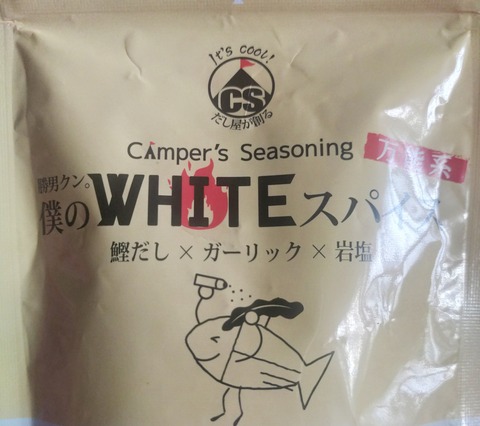 It's cool!
CS
だし屋が創る
Camper's Seasoning
万能系
勝男クン。
僕のWHITEスパイス
鰹だし×ガーリック×岩塩